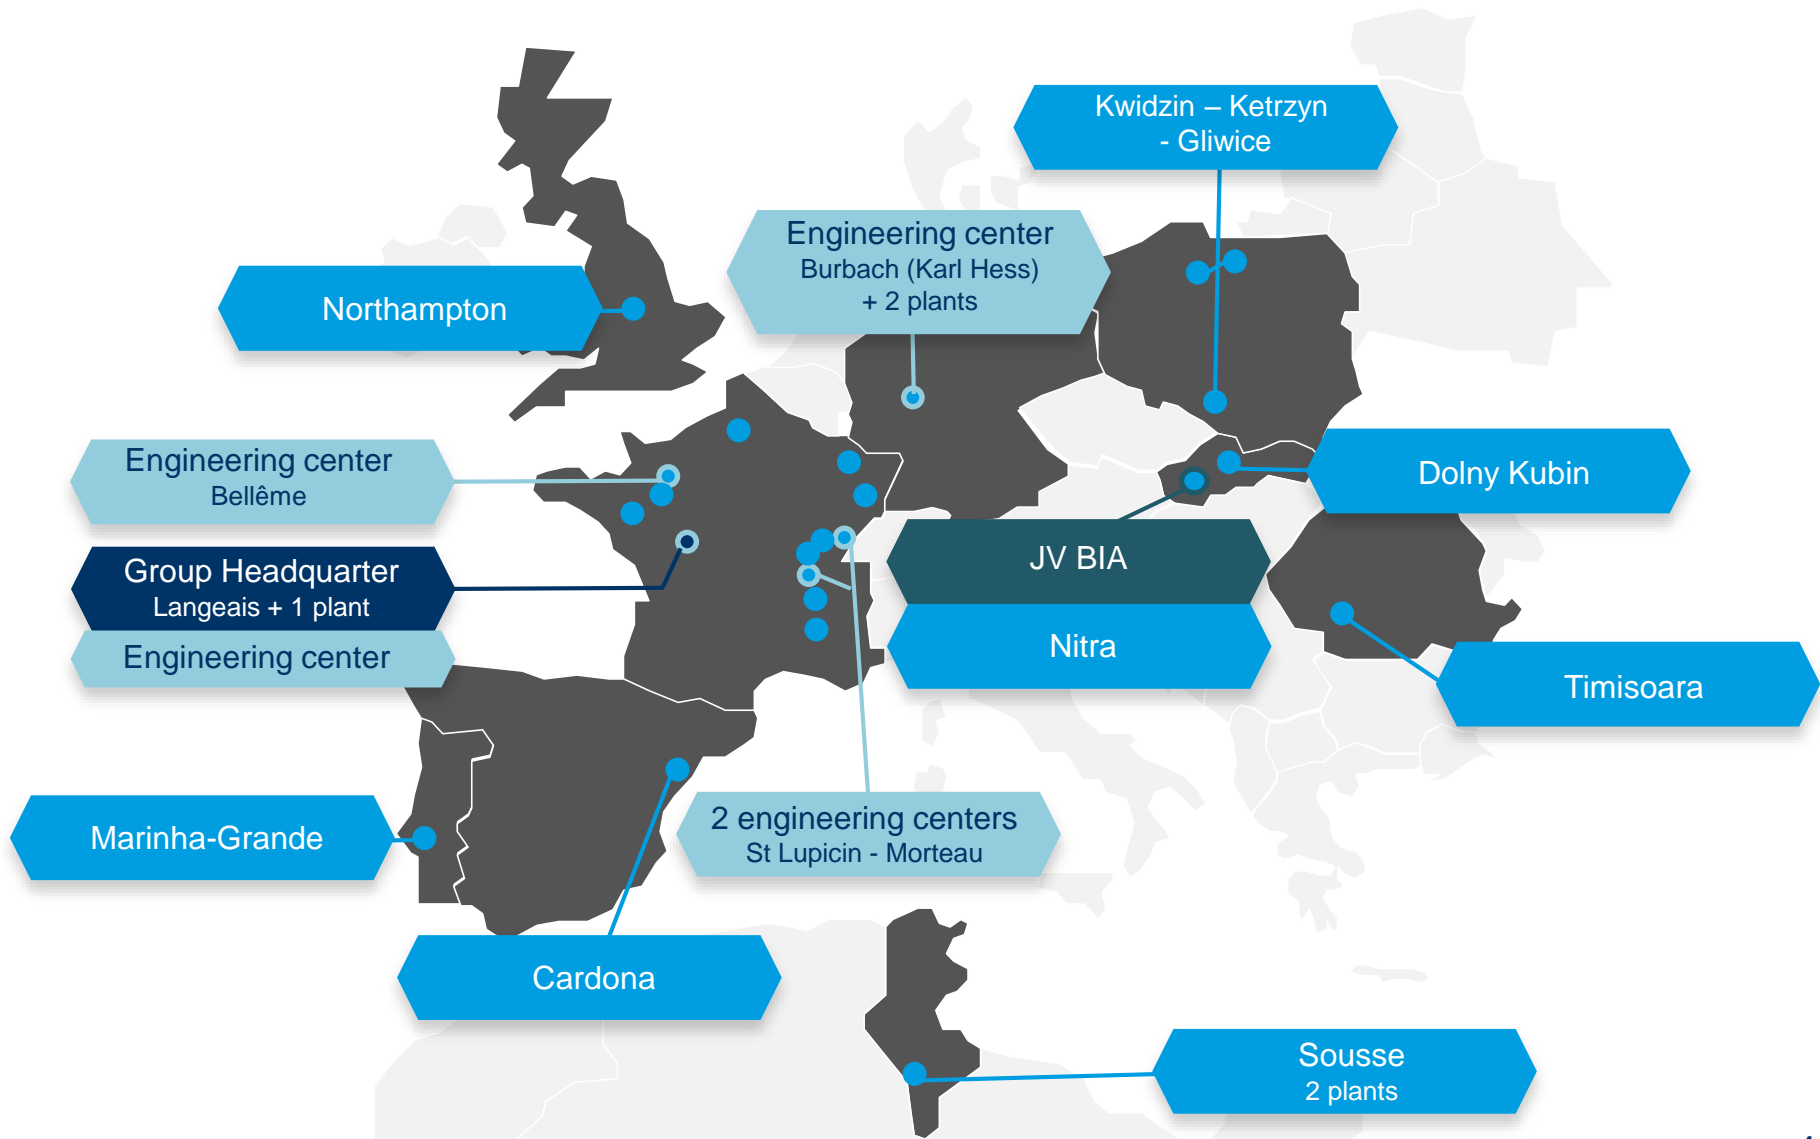 Kwidzin – Ketrzyn
- Gliwice
Engineering center
Burbach (Karl Hess)
+ 2 plants
Northampton
Engineering center
Bellême
Dolny Kubin
Group Headquarter
Langeais + 1 plant
Engineering center
JV BIA
Nitra
Timisoara
2 engineering centers
St Lupicin - Morteau
Marinha-Grande
Cardona
Sousse
2 plants